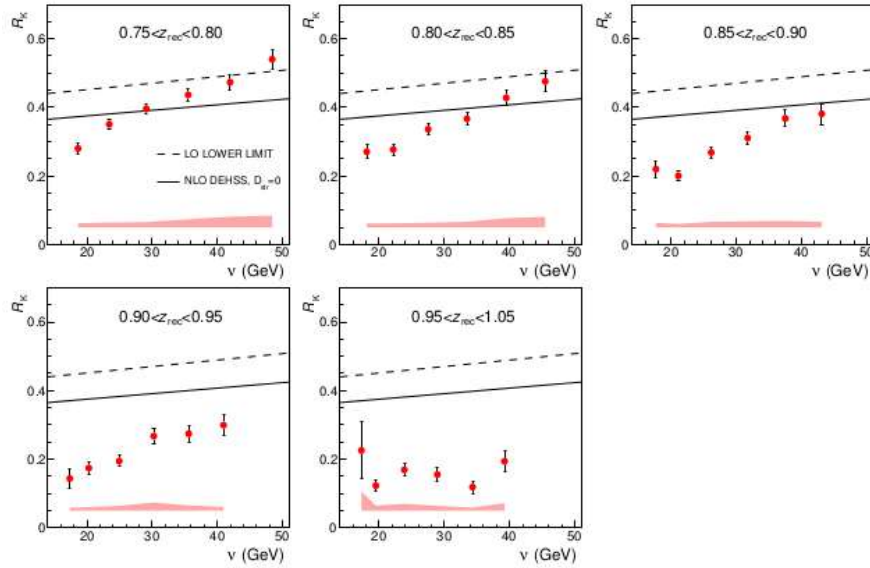 R_K
0.75<z_rec<0.80
0.6
0.4
0.2
0
LO LOWER LIMIT
NLO DEHSS, D_str=0
20 30 40 50
ν (GeV)
R_K
0.80<z_rec<0.85
0.6
0.4
0.2
0
20 30 40 50
ν (GeV)
R_K
0.85<z_rec<0.90
0.6
0.4
0.2
0
20 30 40 50
ν (GeV)
R_K
0.90<z_rec<0.95
0.6
0.4
0.2
0.0
20 30 40 50
ν (GeV)
R_K
0.95<z_rec<1.05
0.6
0.4
0.2
0.0
20 30 40 50
ν (GeV)